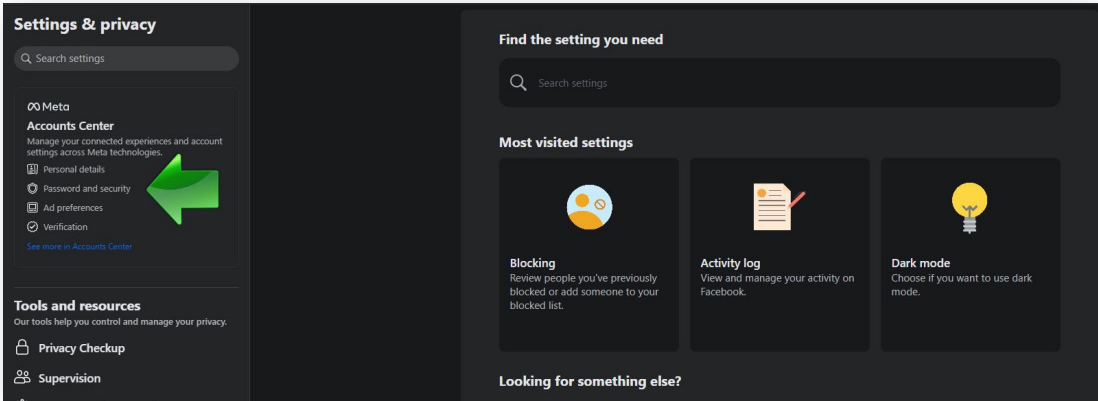 Settings & privacy
Search settings
Meta
Accounts Center
Manage your connected experiences and account
settings across Meta technologies.
Personal details
Password and security
Ad preferences
Verification
See more in Accounts Center
Tools and resources
Our tools help you control and manage your privacy.
Privacy Checkup
Supervision
Find the setting you need
Search settings
Most visited settings
Blocking
Review people you've previously
blocked or add someone to your
blocked list.
Activity log
View and manage your activity on
Facebook.
Dark mode
Choose if you want to use dark
mode.
Looking for something else?